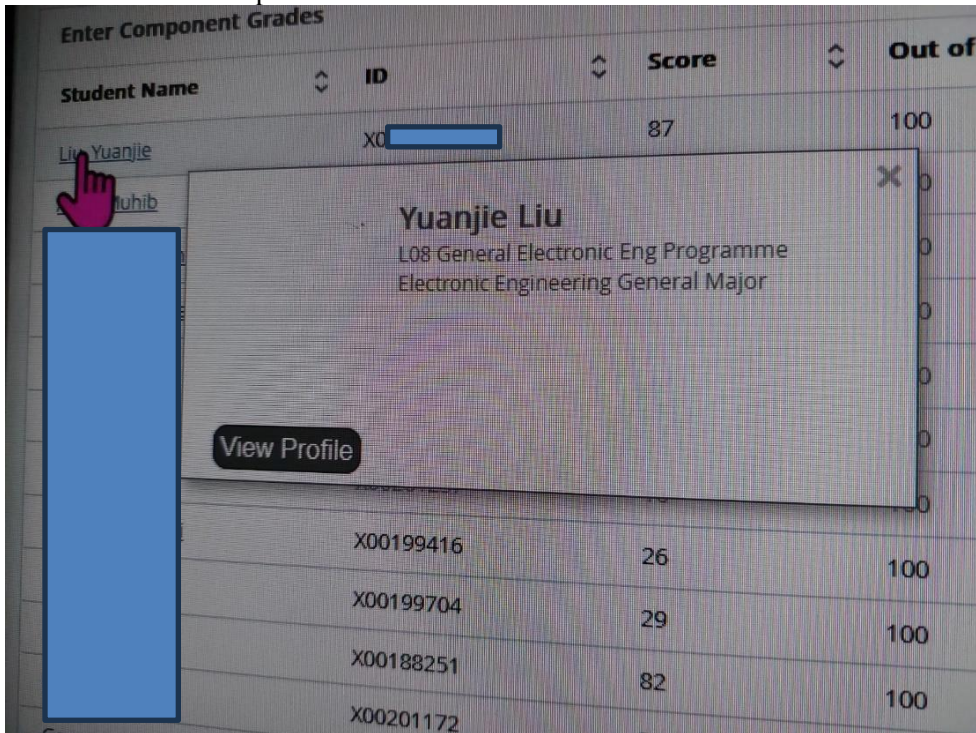 Enter Component Grades
Student Name ID Score Out of
Liu Yuanjie X0 87 100
Muhib
Yuanjie Liu
L08 General Electronic Eng Programme
Electronic Engineering General Major
View Profile
X00199416 26 100
X00199704 29 100
X00188251 82 100
X00201172